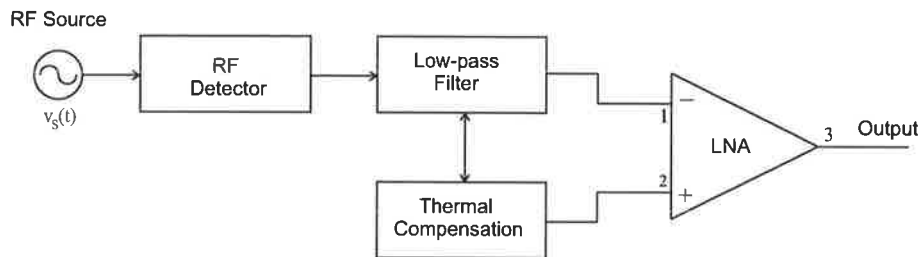 RF Source
v_S(t)
RF
Detector
Low-pass
Filter
Thermal
Compensation
1
−
2
+
LNA
3
Output